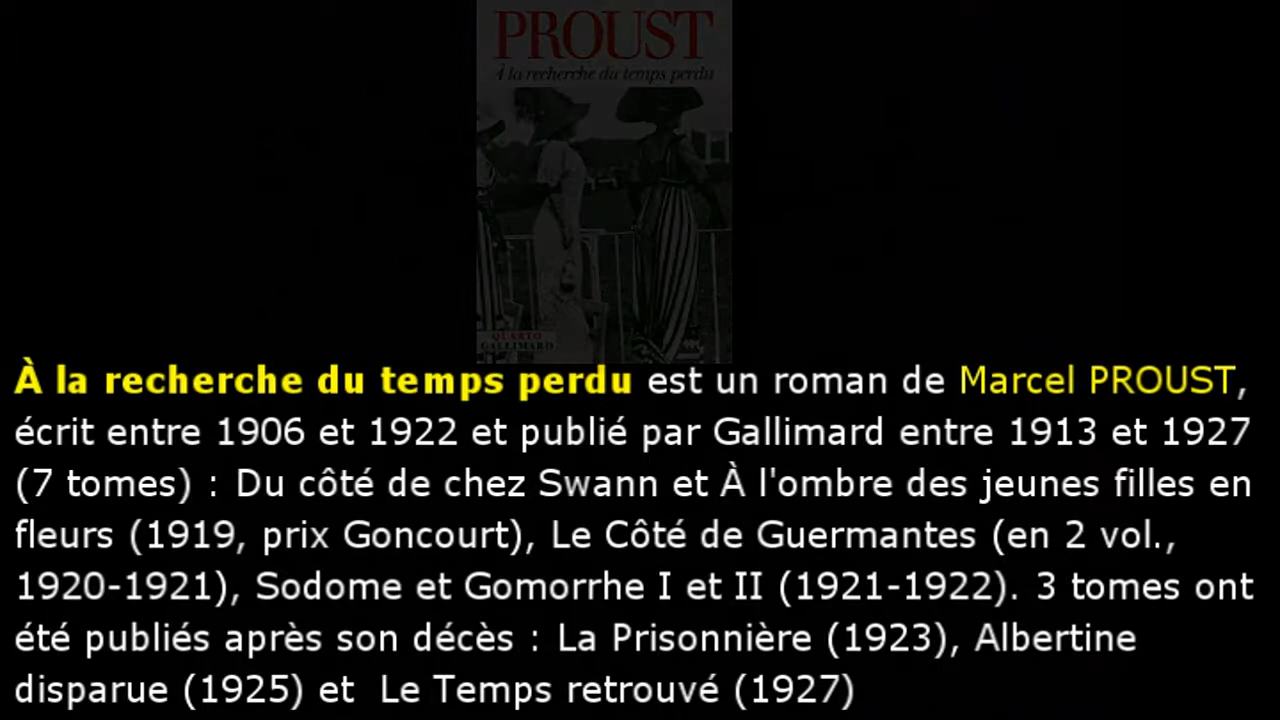 PROUST
À la recherche du temps perdu
QUARTO
GALLIMARD
À la recherche du temps perdu est un roman de Marcel PROUST,
écrit entre 1906 et 1922 et publié par Gallimard entre 1913 et 1927
(7 tomes) : Du côté de chez Swann et À l'ombre des jeunes filles en
fleurs (1919, prix Goncourt), Le Côté de Guermantes (en 2 vol.,
1920-1921), Sodome et Gomorrhe I et II (1921-1922). 3 tomes ont
été publiés après son décès : La Prisonnière (1923), Albertine
disparue (1925) et  Le Temps retrouvé (1927)